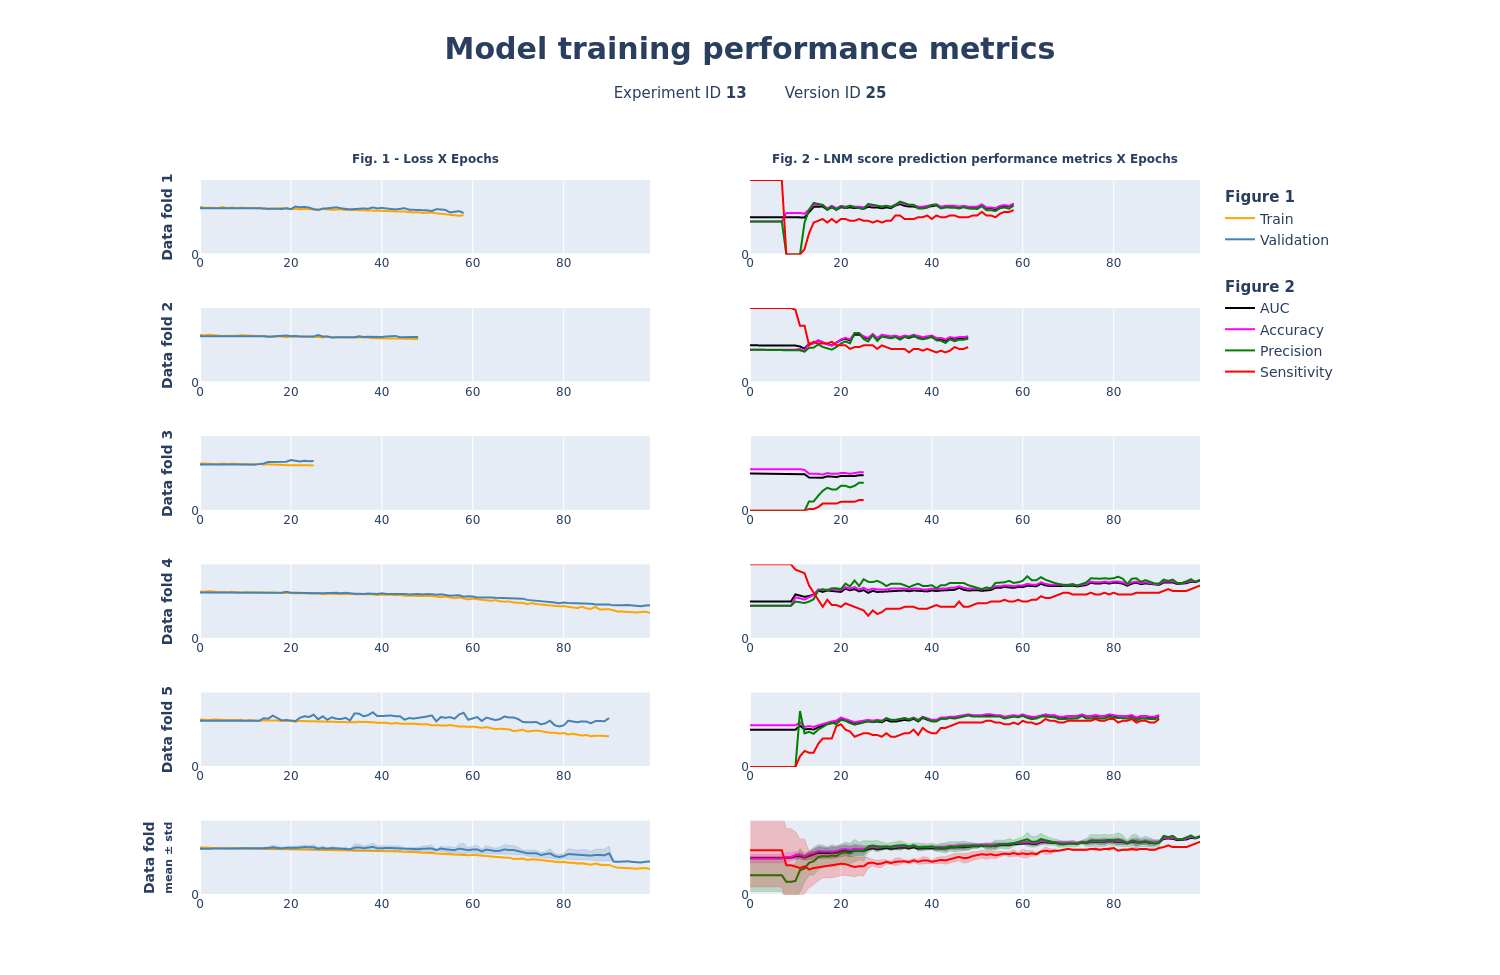 Model training performance metrics
Experiment ID 13 Version ID 25
Fig. 1 - Loss X Epochs
Fig. 2 - LNM score prediction performance metrics X Epochs
Data fold 1
0
0 20 40 60 80
0
0 20 40 60 80
Figure 1
Train
Validation
Figure 2
AUC
Accuracy
Precision
Sensitivity
Data fold 2
0
0 20 40 60 80
0
0 20 40 60 80
Data fold 3
0
0 20 40 60 80
0
0 20 40 60 80
Data fold 4
0
0 20 40 60 80
0
0 20 40 60 80
Data fold 5
0
0 20 40 60 80
0
0 20 40 60 80
Data fold
mean ± std
0
0 20 40 60 80
0
0 20 40 60 80